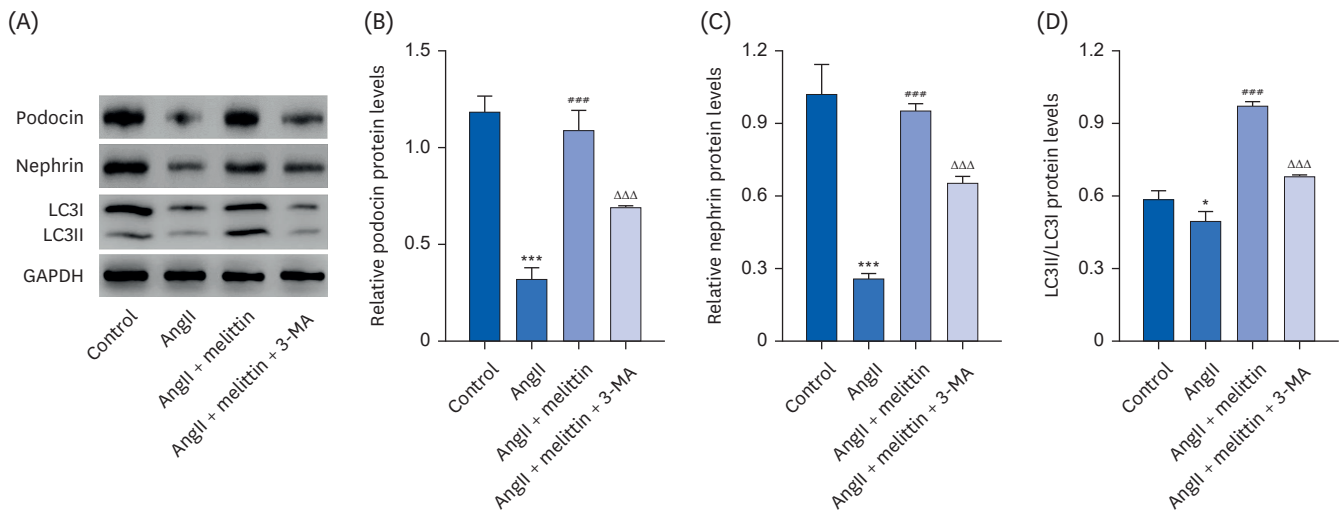 (A)
Podocin
Nephrin
LC3I
LC3II
GAPDH
Control
AngII
AngII + melittin
AngII + melittin + 3-MA
(B)
Relative podocin protein levels
1.5
1.0
0.5
0
***
###
ΔΔΔ
Control
AngII
AngII + melittin
AngII + melittin + 3-MA
(C)
Relative nephrin protein levels
1.2
0.9
0.6
0.3
0
***
###
ΔΔΔ
Control
AngII
AngII + melittin
AngII + melittin + 3-MA
(D)
LC3II/LC3I protein levels
1.2
0.9
0.6
0.3
0
*
###
ΔΔΔ
Control
AngII
AngII + melittin
AngII + melittin + 3-MA